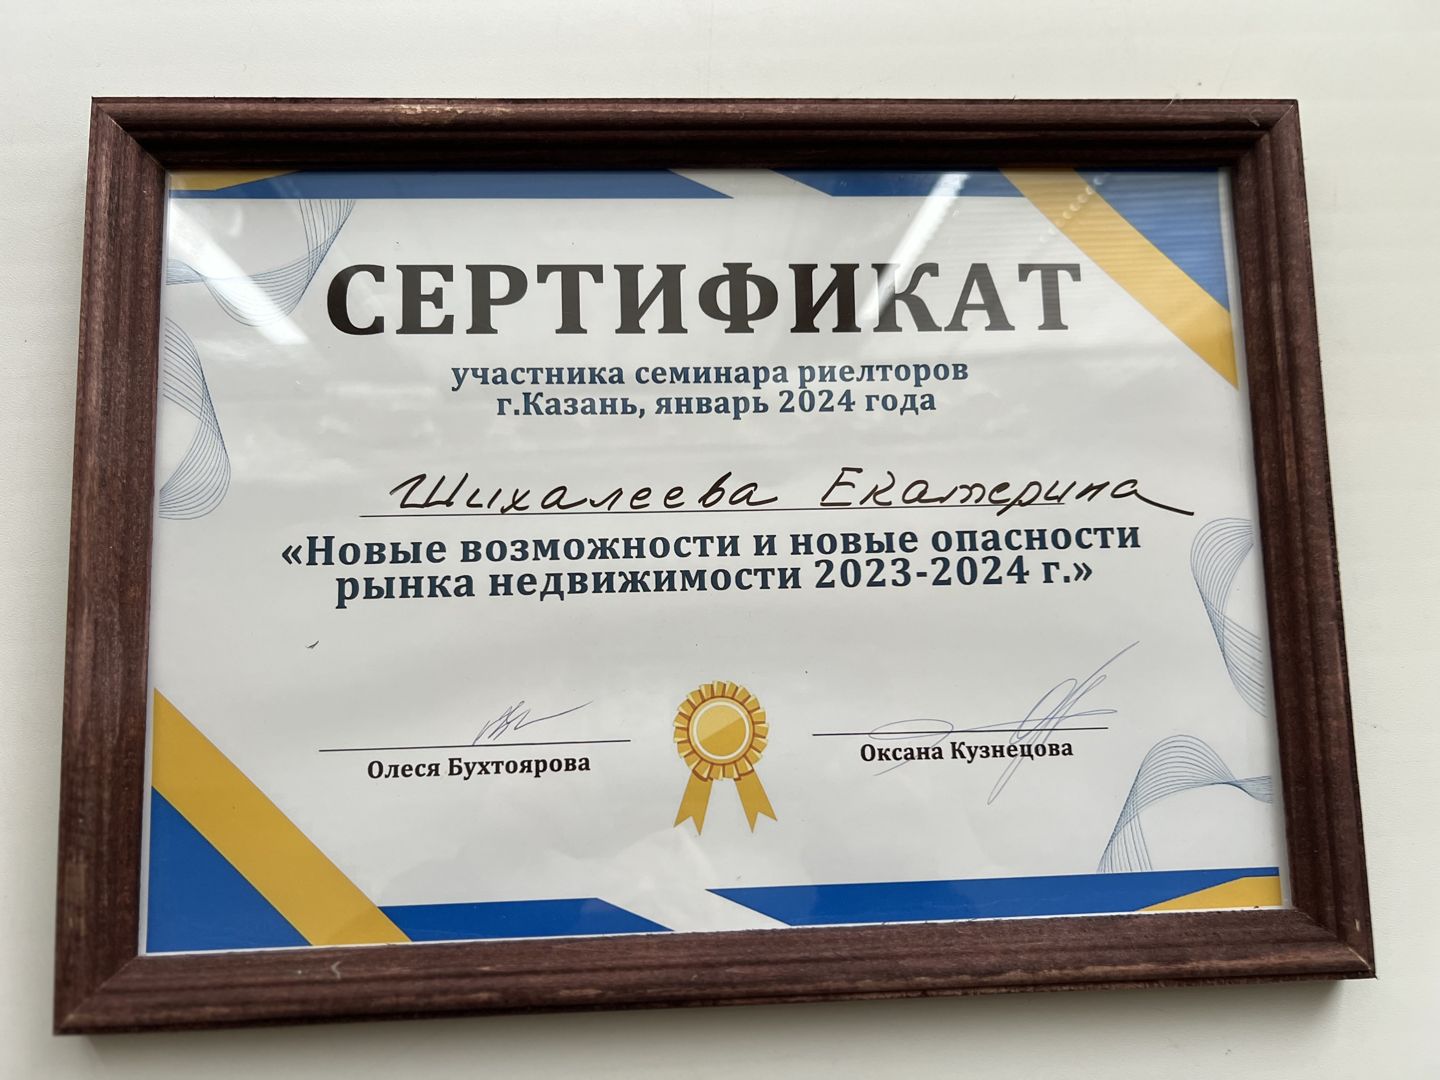 СЕРТИФИКАТ
участника семинара риелторов
г.Казань, январь 2024 года
Шихалеева Екатерина
«Новые возможности и новые опасности
рынка недвижимости 2023-2024 г.»
Олеся Бухтоярова
Оксана Кузнецова